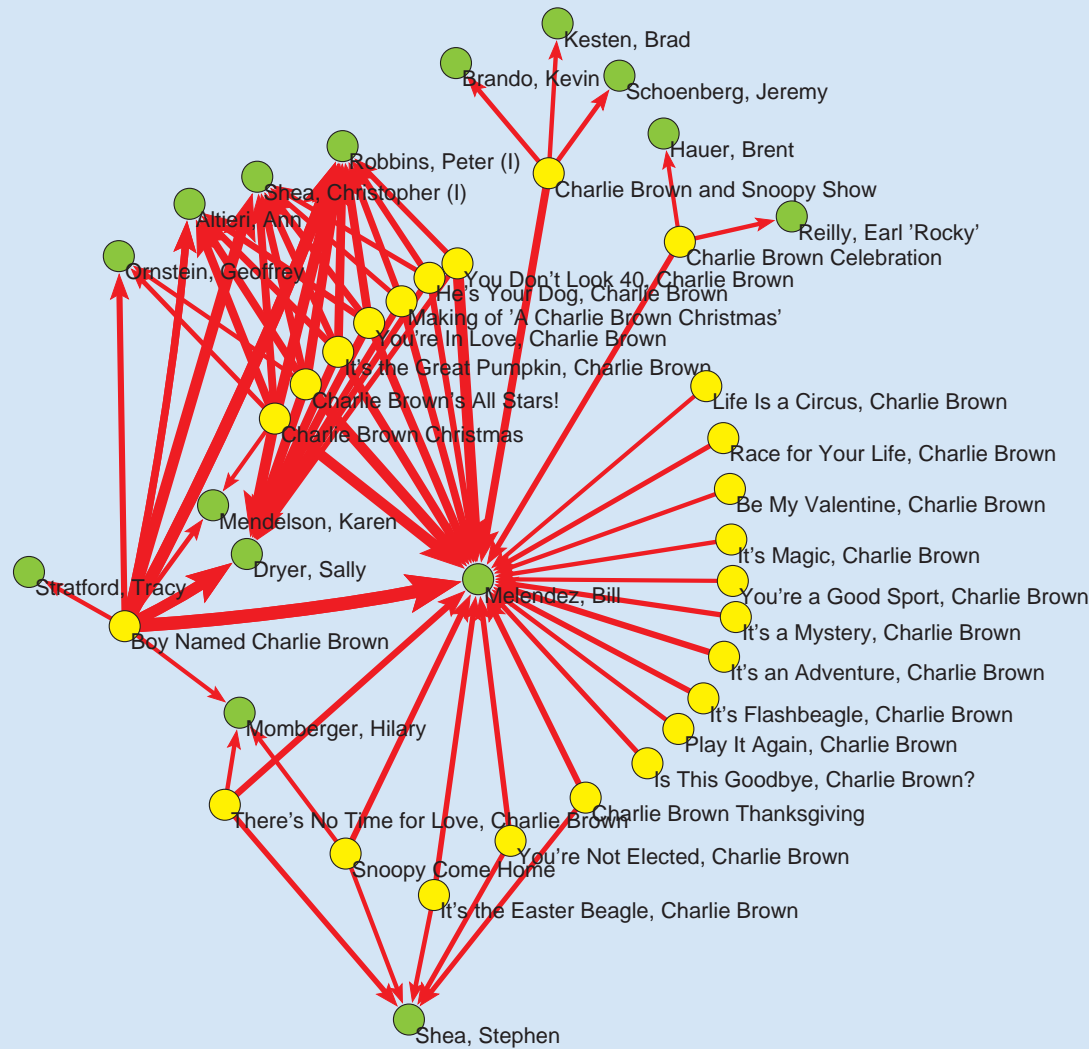 Kesten, Brad
Brando, Kevin
Schoenberg, Jeremy
Hauer, Brent
Robbins, Peter (I)
Shea, Christopher (I)
Charlie Brown and Snoopy Show
Altieri, Ann
Reilly, Earl ’Rocky’
Charlie Brown Celebration
Ornstein, Geoffrey
You’re Don’t Look 40, Charlie Brown
He’s Your Dog, Charlie Brown
Making of ’A Charlie Brown Christmas’
You’re In Love, Charlie Brown
It’s the Great Pumpkin, Charlie Brown
Charlie Brown’s All Stars!
Life Is a Circus, Charlie Brown
Charlie Brown Christmas
Race for Your Life, Charlie Brown
Be My Valentine, Charlie Brown
Mendelson, Karen
It’s Magic, Charlie Brown
Dryer, Sally
Stratford, Tracy
Melendez, Bill
You’re a Good Sport, Charlie Brown
It’s a Mystery, Charlie Brown
Boy Named Charlie Brown
It’s an Adventure, Charlie Brown
It’s Flashbeagle, Charlie Brown
Momberger, Hilary
Play It Again, Charlie Brown
Is This Goodbye, Charlie Brown?
Charlie Brown Thanksgiving
There’s No Time for Love, Charlie Brown
You’re Not Elected, Charlie Brown
Snoopy Come Home
It’s the Easter Beagle, Charlie Brown
Shea, Stephen